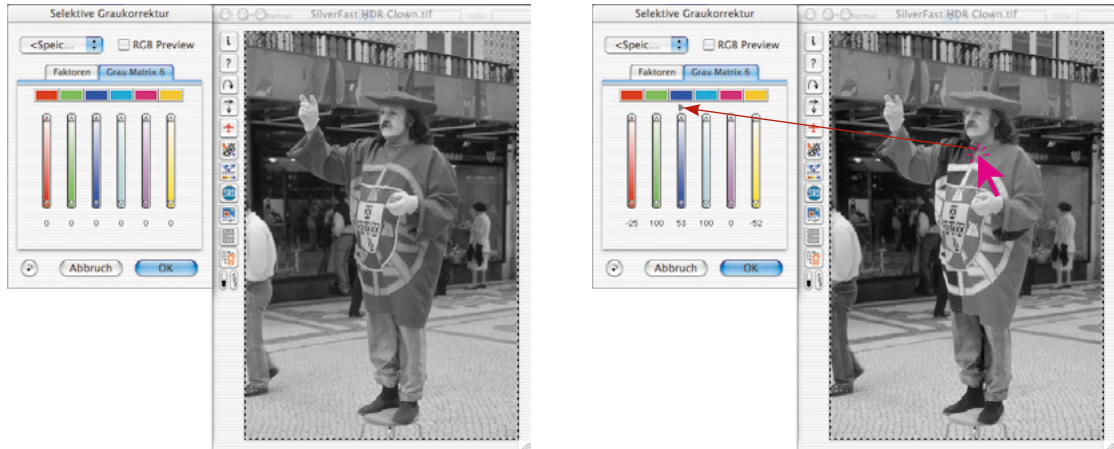 Selektive Graukorrektur
<Speic...
RGB Preview
Faktoren
Grau Matrix 6
0 0 0 0 0 0
Abbruch
OK
Normal
SilverFast HDR Clown.tif
i
?
Selektive Graukorrektur
<Speic...
RGB Preview
Faktoren
Grau Matrix 6
-25 100 53 100 0 -52
Abbruch
OK
Normal
SilverFast HDR Clown.tif
i
?